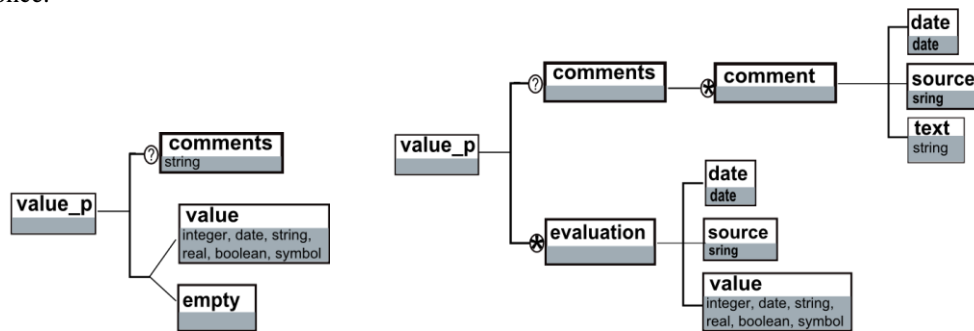 once.
value_p
?
comments
string
value
integer, date, string,
real, boolean, symbol
empty
value_p
?
comments
*
comment
date
date
source
sring
text
string
*
evaluation
date
date
source
sring
value
integer, date, string,
real, boolean, symbol